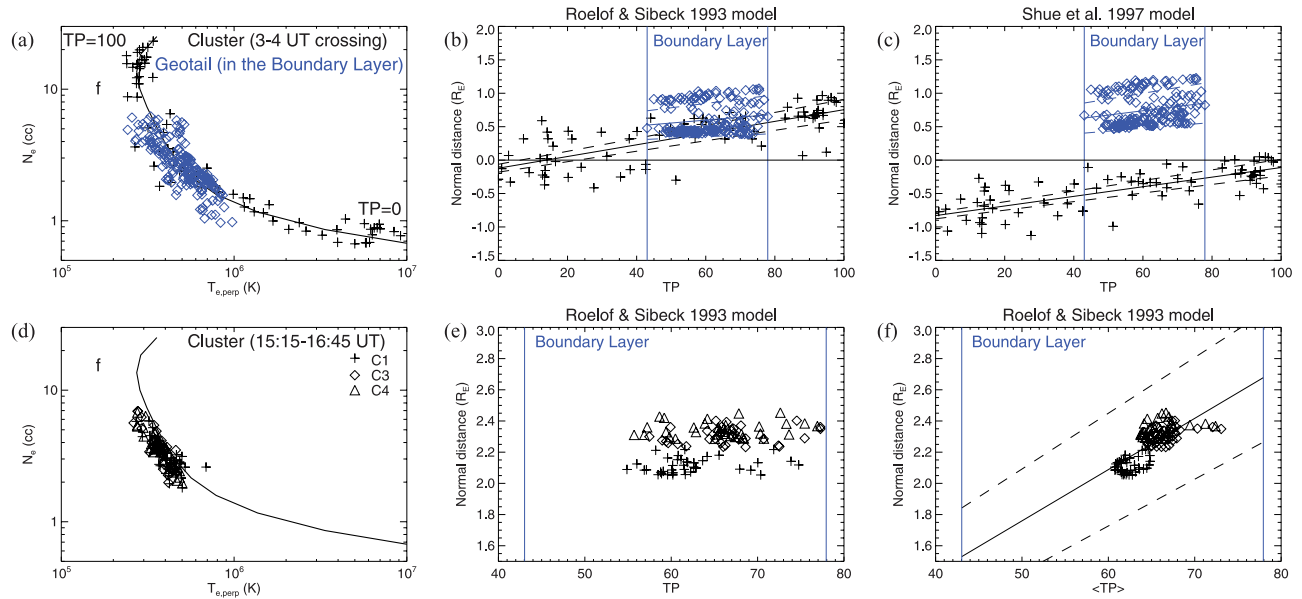 (a)
TP=100
Cluster (3-4 UT crossing)
Geotail (in the Boundary Layer)
f
TP=0
10
1
N_e (cc)
10^5
10^6
10^7
T_e,perp (K)
Roelof & Sibeck 1993 model
(b)
Boundary Layer
2.0
1.5
1.0
0.5
0.0
-0.5
-1.0
-1.5
Normal distance (R_E)
0
20
40
60
80
100
TP
Shue et al. 1997 model
(c)
Boundary Layer
2.0
1.5
1.0
0.5
0.0
-0.5
-1.0
-1.5
Normal distance (R_E)
0
20
40
60
80
100
TP
(d)
Cluster (15:15-16:45 UT)
f
C1
C3
C4
10
1
N_e (cc)
10^5
10^6
10^7
T_e,perp (K)
Roelof & Sibeck 1993 model
(e)
Boundary Layer
3.0
2.8
2.6
2.4
2.2
2.0
1.8
1.6
Normal distance (R_E)
40
50
60
70
80
TP
Roelof & Sibeck 1993 model
(f)
Boundary Layer
3.0
2.8
2.6
2.4
2.2
2.0
1.8
1.6
Normal distance (R_E)
40
50
60
70
80
<TP>